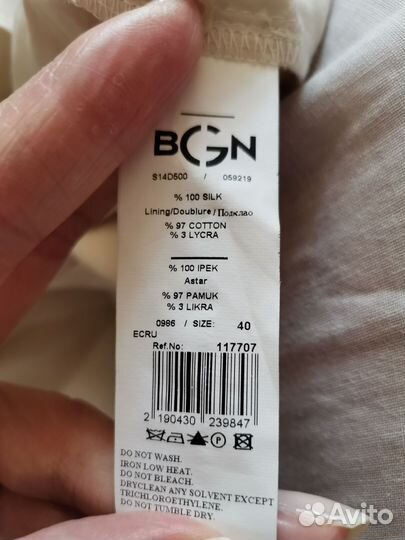 BGN
S14D500 / 059219
% 100 SILK
Lining/Doublure/Подклао
% 97 COTTON
% 3 LYCRA
% 100 IPEK
Astar
% 97 PAMUK
% 3 LIKRA
0986 / SIZE: 40
ECRU
Ref.No: 117707
2 190430 239847
P
DO NOT WASH.
IRON LOW HEAT.
DO NOT BLEACH.
DRYCLEAN ANY SOLVENT EXCEPT
TRICHLOROETHYLENE.
DO NOT TUMBLE DRY.
Avito